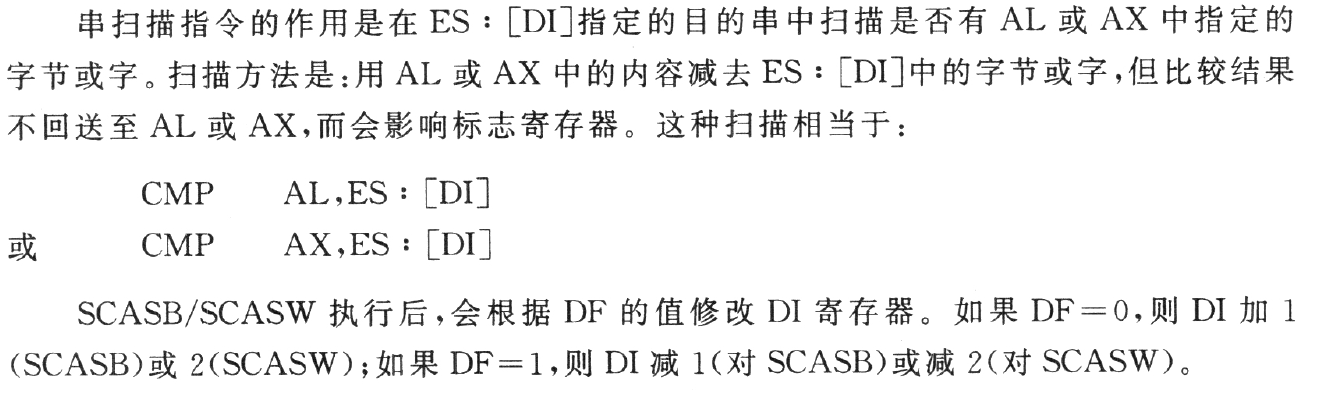 串扫描指令的作用是在 ES：[DI]指定的目的串中扫描是否有 AL 或 AX 中指定的
字节或字。扫描方法是：用 AL 或 AX 中的内容减去 ES：[DI]中的字节或字，但比较结果
不回送至 AL 或 AX，而会影响标志寄存器。这种扫描相当于：
CMP AL,ES：[DI]
或 CMP AX,ES：[DI]
SCASB/SCASW 执行后，会根据 DF 的值修改 DI 寄存器。如果 DF＝0，则 DI 加 1
(SCASB)或 2(SCASW)；如果 DF＝1，则 DI 减 1(对 SCASB)或减 2(对 SCASW)。